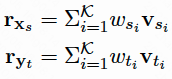 𝐫_{𝐱_s} = Σ_{i=1}^{𝒦} w_{s_i} 𝐯_{s_i}
𝐫_{𝐲_t} = Σ_{i=1}^{𝒦} w_{t_i} 𝐯_{t_i}